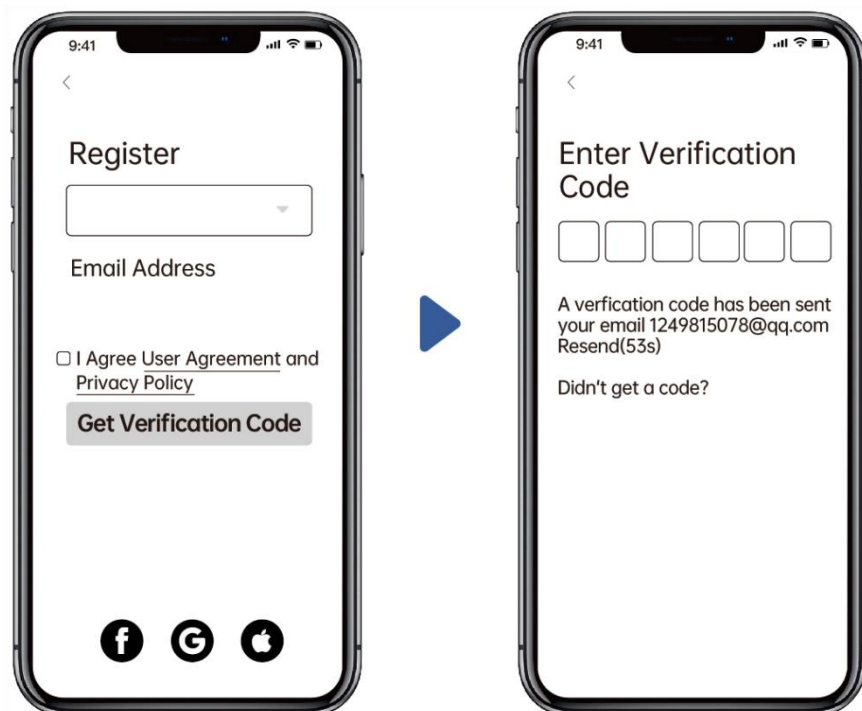 9:41
Register
Email Address
I Agree User Agreement and
Privacy Policy
Get Verification Code
9:41
Enter Verification
Code
A verfication code has been sent
your email 1249815078@qq.com
Resend(53s)
Didn't get a code?